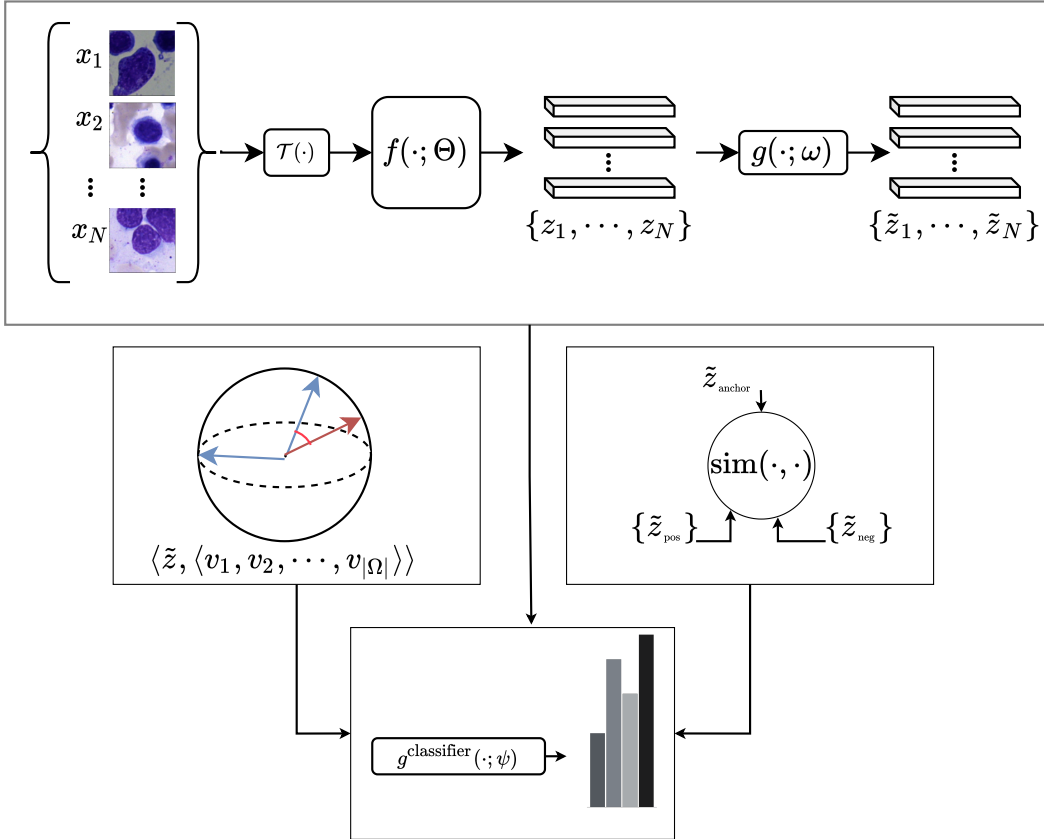 x_1
x_2
⋮ ⋮
x_N
𝒯(·)
f(·; Θ)
⋮
{z_1, ⋯, z_N}
g(·; ω)
⋮
{z̃_1, ⋯, z̃_N}
⟨z̃, ⟨v_1, v_2, ⋯, v_{|Ω|}⟩⟩
z̃_anchor
sim(·, ·)
{z̃_pos} {z̃_neg}
g^classifier(·; ψ)